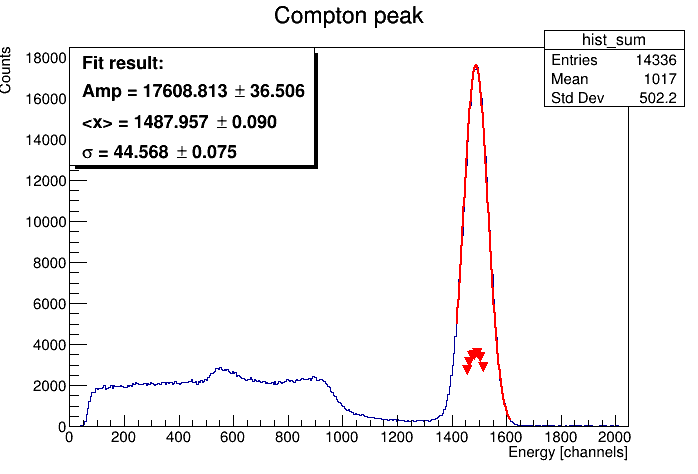 Compton peak
hist_sum
Entries 14336
Mean 1017
Std Dev 502.2
Fit result:
Amp = 17608.813 ± 36.506
<x> = 1487.957 ± 0.090
σ = 44.568 ± 0.075
Counts
18000
16000
14000
12000
10000
8000
6000
4000
2000
0
0 200 400 600 800 1000 1200 1400 1600 1800 2000
Energy [channels]